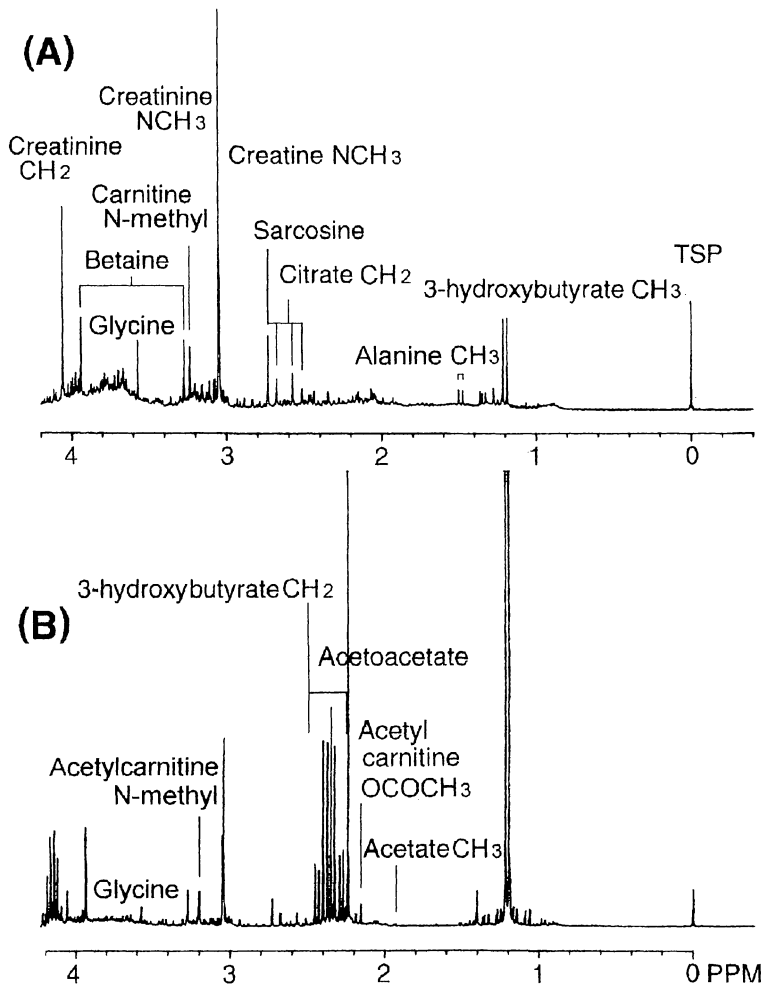 (A)
Creatinine
NCH3
Creatinine
CH2
Creatine NCH3
Carnitine
N-methyl
Sarcosine
TSP
Betaine
Citrate CH2
3-hydroxybutyrate CH3
Glycine
Alanine CH3
4 3 2 1 0
3-hydroxybutyrate CH2
(B)
Acetoacetate
Acetyl
carnitine
OCOCH3
Acetylcarnitine
N-methyl
Acetate CH3
Glycine
4 3 2 1 0 PPM